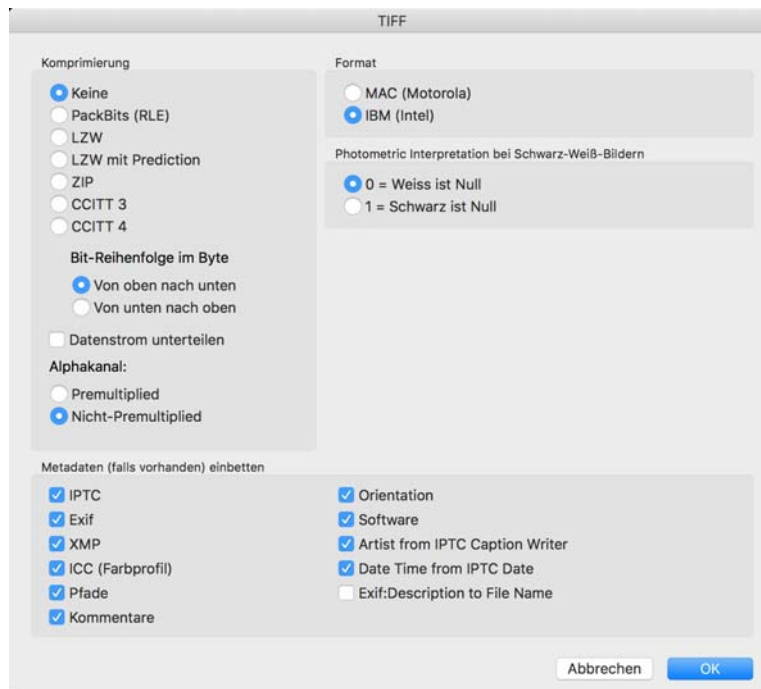 TIFF
Komprimierung
Keine
PackBits (RLE)
LZW
LZW mit Prediction
ZIP
CCITT 3
CCITT 4
Bit-Reihenfolge im Byte
Von oben nach unten
Von unten nach oben
Datenstrom unterteilen
Alphakanal:
Premultiplied
Nicht-Premultiplied
Format
MAC (Motorola)
IBM (Intel)
Photometric Interpretation bei Schwarz-Weiß-Bildern
0 = Weiss ist Null
1 = Schwarz ist Null
Metadaten (falls vorhanden) einbetten
IPTC
Exif
XMP
ICC (Farbprofil)
Pfade
Kommentare
Orientation
Software
Artist from IPTC Caption Writer
Date Time from IPTC Date
Exif:Description to File Name
Abbrechen
OK